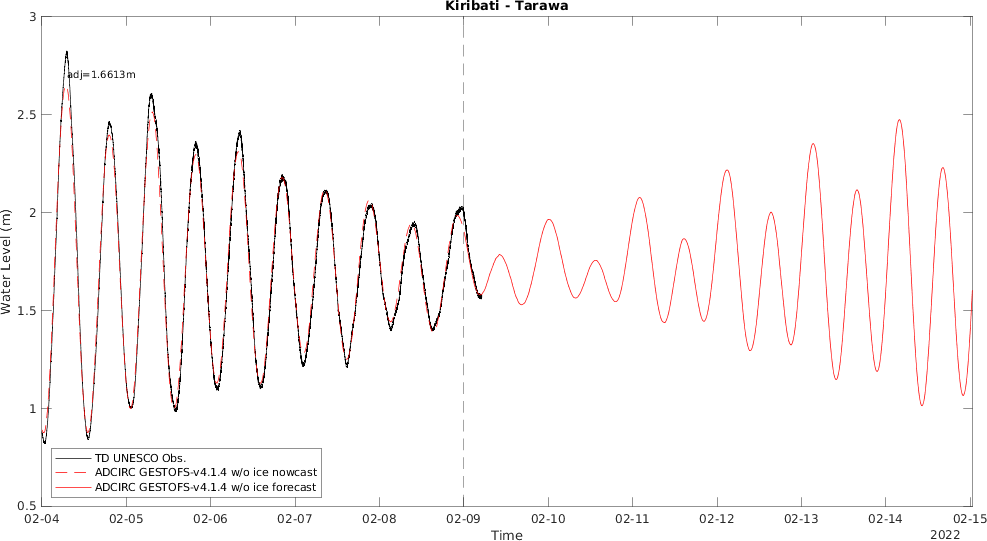 Kiribati - Tarawa
3
adj=1.6613m
2.5
2
1.5
1
0.5
Water Level (m)
TD UNESCO Obs.
ADCIRC GESTOFS-v4.1.4 w/o ice nowcast
ADCIRC GESTOFS-v4.1.4 w/o ice forecast
02-04 02-05 02-06 02-07 02-08 02-09 02-10 02-11 02-12 02-13 02-14 02-15
Time
2022